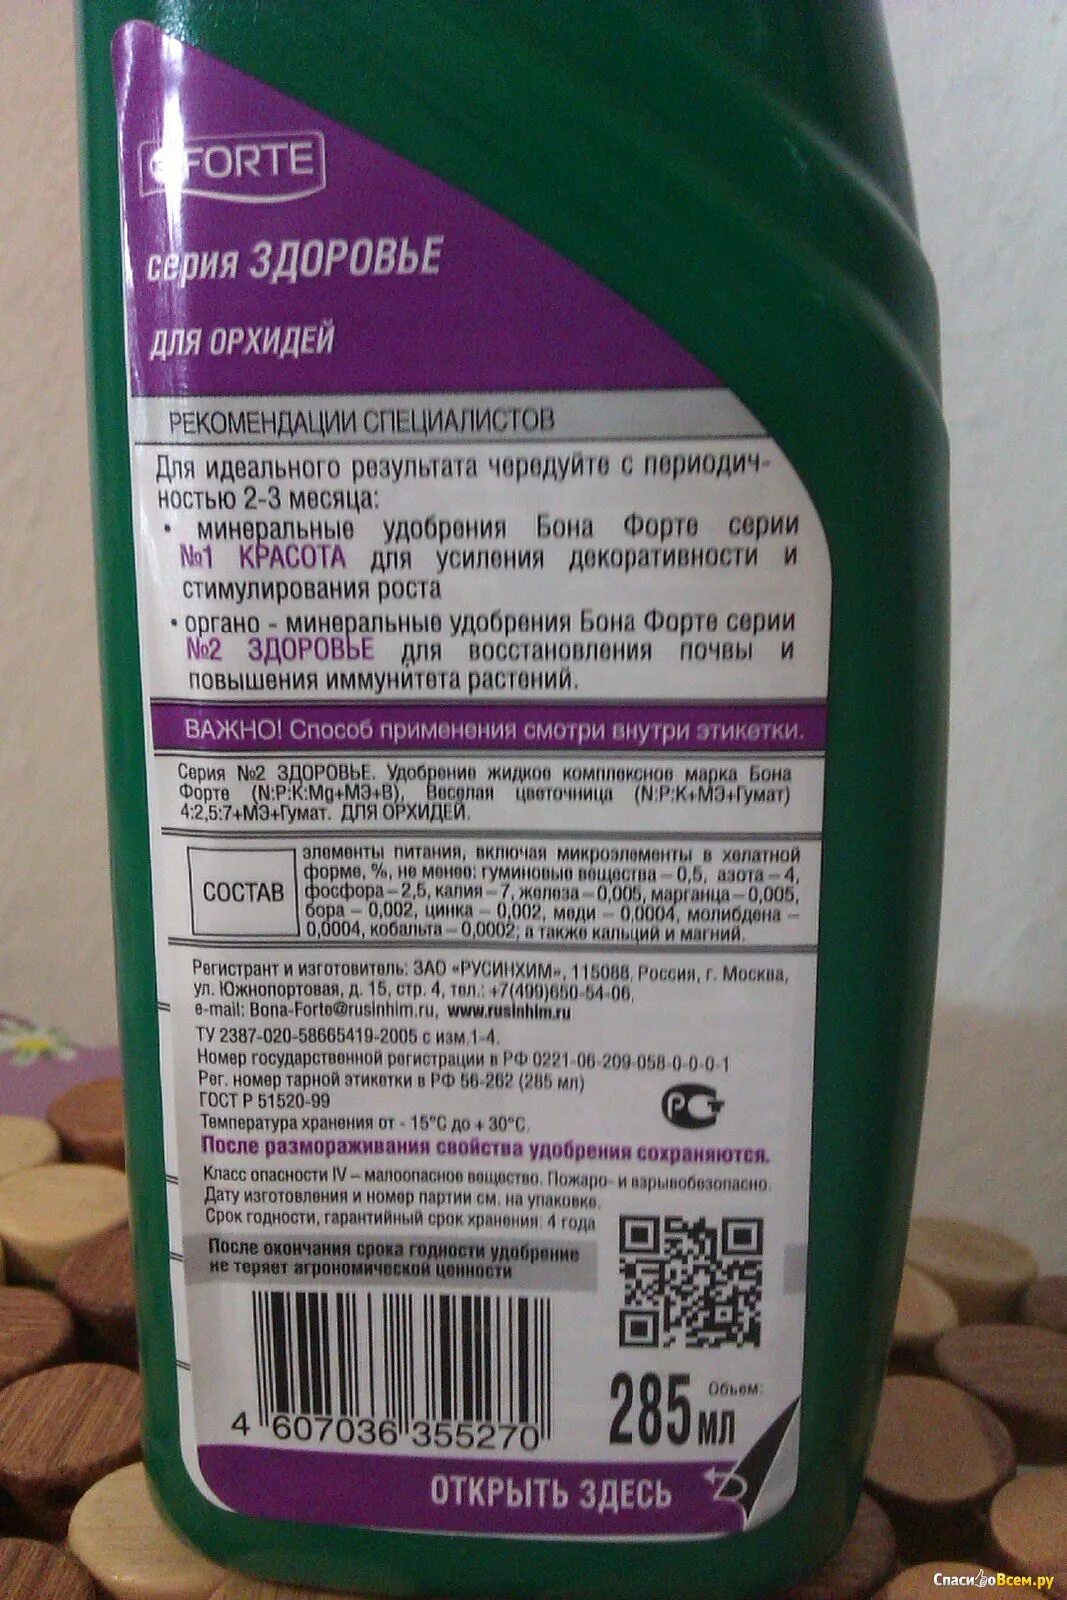 FORTE
серия ЗДОРОВЬЕ
ДЛЯ ОРХИДЕЙ
РЕКОМЕНДАЦИИ СПЕЦИАЛИСТОВ
Для идеального результата чередуйте с периодич-
ностью 2-3 месяца:
• минеральные удобрения Бона Форте серии
№1 КРАСОТА для усиления декоративности и
стимулирования роста
• органо - минеральные удобрения Бона Форте серии
№2 ЗДОРОВЬЕ для восстановления почвы и
повышения иммунитета растений.
ВАЖНО! Способ применения смотри внутри этикетки.
Серия №2 ЗДОРОВЬЕ. Удобрение жидкое комплексное марка Бона
Форте (N:P:K:Mg+МЭ+В), Веселая цветочница (N:P:K+МЭ+Гумат)
4:2,5:7+МЭ+Гумат. ДЛЯ ОРХИДЕЙ.
СОСТАВ
элементы питания, включая микроэлементы в хелатной
форме, %, не менее: гуминовые вещества – 0,5, азота – 4,
фосфора – 2,5, калия – 7, железа – 0,005, марганца – 0,005,
бора – 0,002, цинка – 0,002, меди – 0,0004, молибдена –
0,0004, кобальта – 0,0002; а также кальций и магний.
Регистрант и изготовитель: ЗАО «РУСИНХИМ», 115088, Россия, г. Москва,
ул. Южнопортовая, д. 15, стр. 4, тел.: +7(499)650-54-06,
e-mail: Bona-Forte@rusinhim.ru, www.rusinhim.ru
ТУ 2387-020-58665419-2005 с изм.1-4.
Номер государственной регистрации в РФ 0221-06-209-058-0-0-0-1
Рег. номер тарной этикетки в РФ 56-262 (285 мл)
ГОСТ Р 51520-99
Температура хранения от - 15°С до + 30°С.
После размораживания свойства удобрения сохраняются.
Класс опасности IV – малоопасное вещество. Пожаро- и взрывобезопасно.
Дату изготовления и номер партии см. на упаковке.
Срок годности, гарантийный срок хранения: 4 года
После окончания срока годности удобрение
не теряет агрономической ценности
4 607036 355270
Объем:
285 мл
ОТКРЫТЬ ЗДЕСЬ
СпасибоВсем.ру